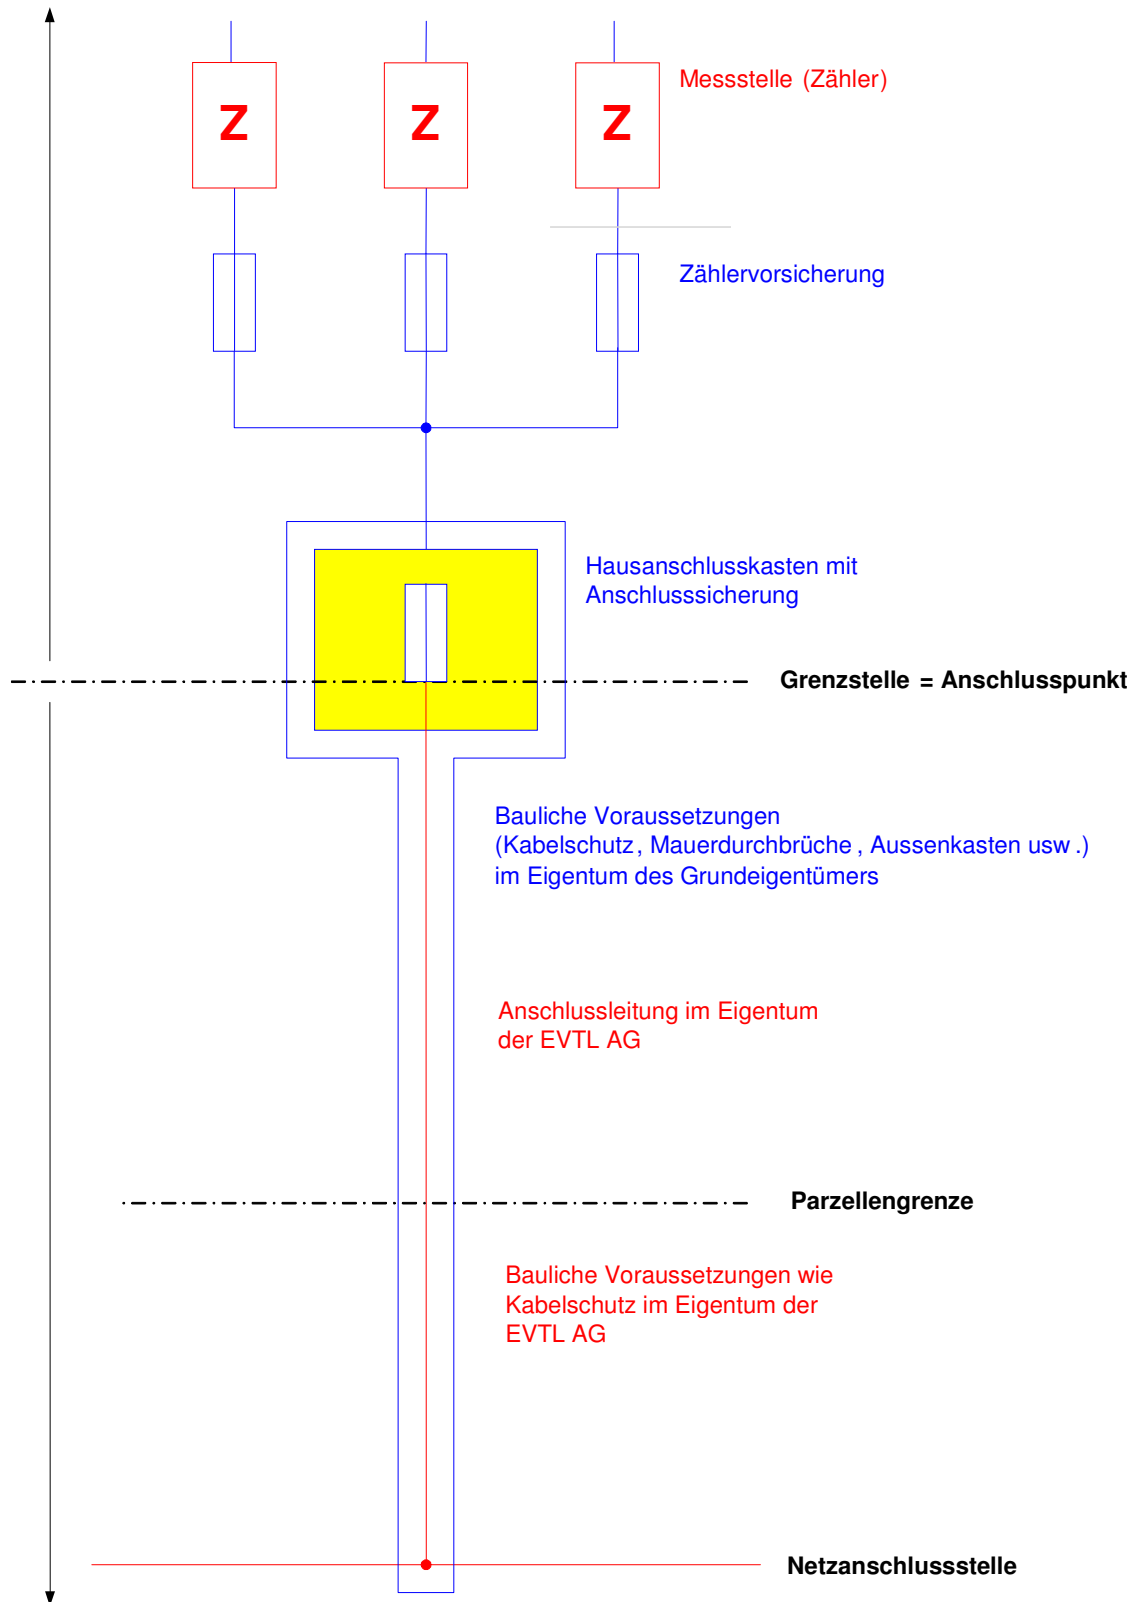 Z Z Z
Messstelle (Zähler)
Zählervorsicherung
Hausanschlusskasten mit
Anschlusssicherung
Grenzstelle = Anschlusspunkt
Bauliche Voraussetzungen
(Kabelschutz, Mauerdurchbrüche, Aussenkasten usw.)
im Eigentum des Grundeigentümers
Anschlussleitung im Eigentum
der EVTL AG
Parzellengrenze
Bauliche Voraussetzungen wie
Kabelschutz im Eigentum der
EVTL AG
Netzanschlussstelle